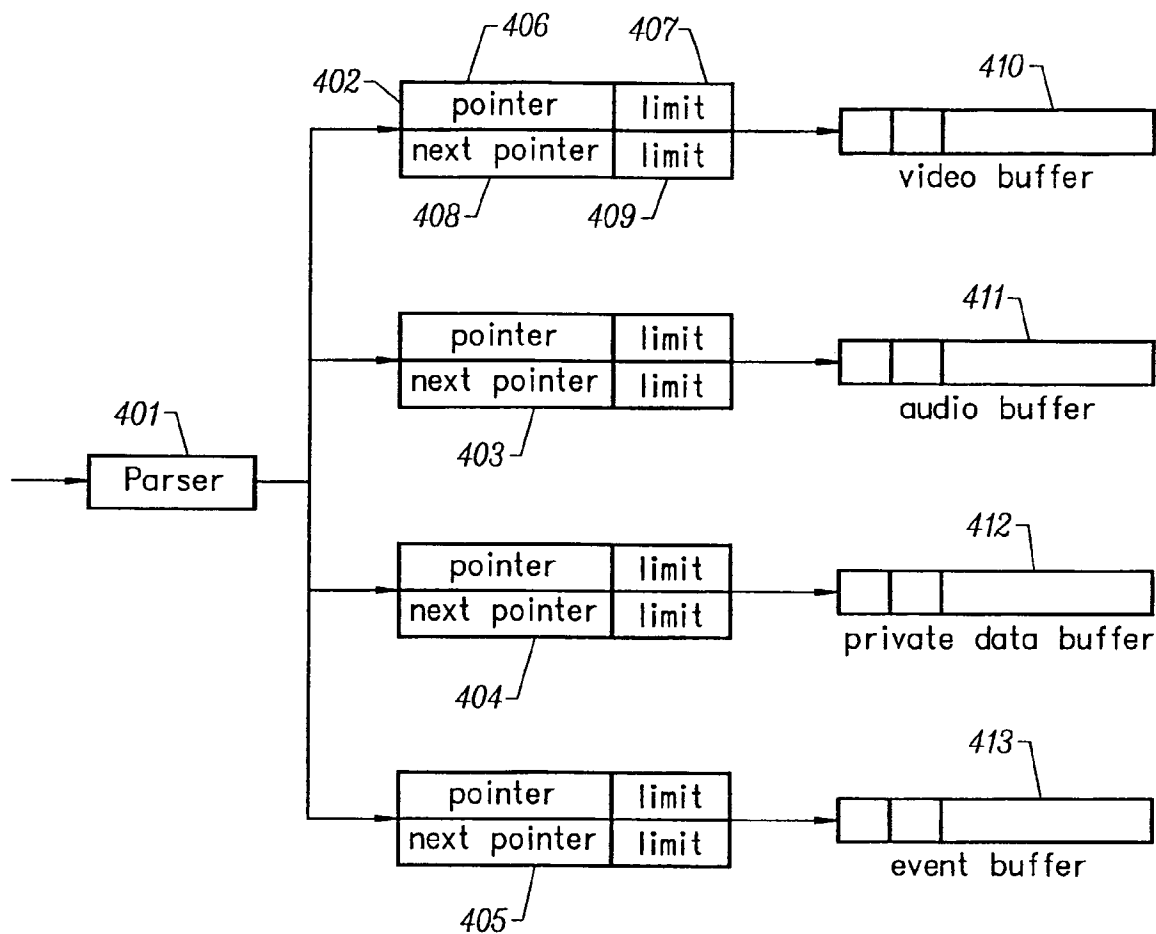 406
407
402
410
pointer
limit
next pointer
limit
video buffer
408
409
411
pointer
limit
next pointer
limit
audio buffer
401
403
Parser
412
pointer
limit
next pointer
limit
private data buffer
404
413
pointer
limit
next pointer
limit
event buffer
405